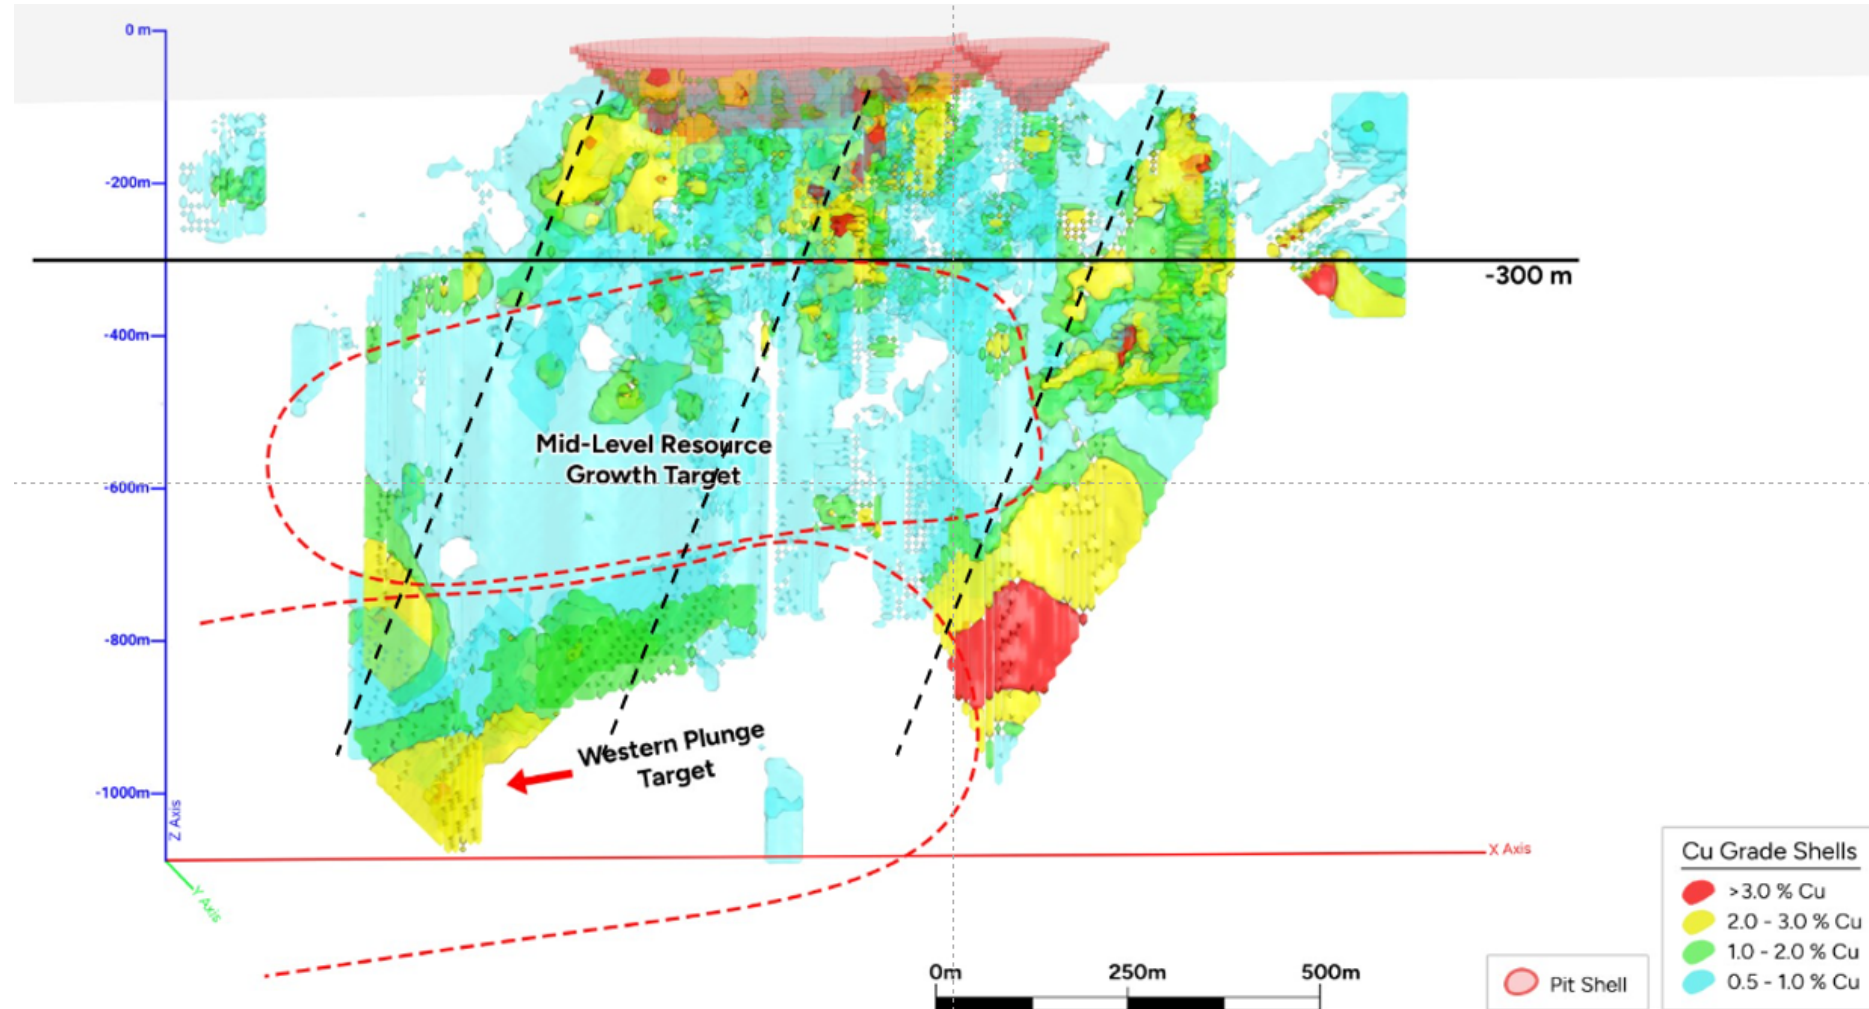 0 m
-200m
-300 m
-400m
Mid-Level Resource
Growth Target
-600m
-800m
Western Plunge
Target
-1000m
Z Axis
X Axis
Y Axis
Cu Grade Shells
>3.0 % Cu
2.0 - 3.0 % Cu
1.0 - 2.0 % Cu
0.5 - 1.0 % Cu
Pit Shell
0m 250m 500m